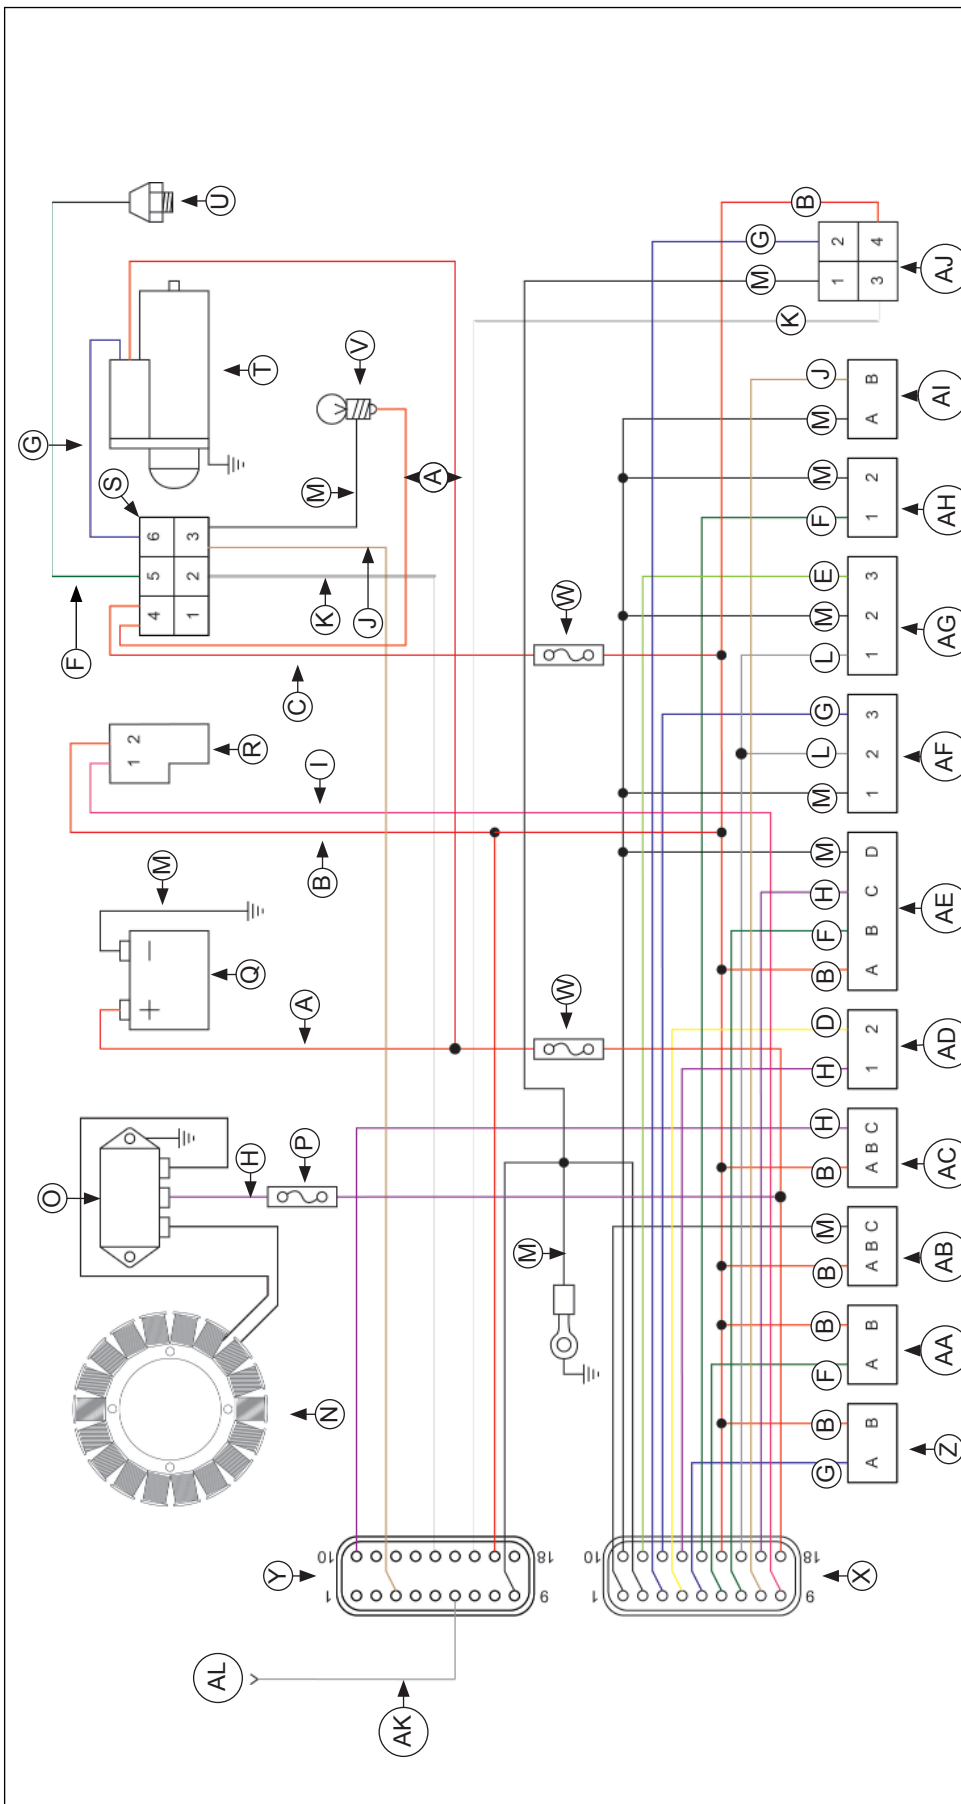 O
G
F
S
1 2
+ −
4 5 6
M
1 2 3
AL
U
H
Q
R
T
Y
P
A
C
N
B
I
K
M
1 10
J
V
AK
A
M
9 18
W
W
1 10
M
G
K
B
9 18
X
1 2
3 4
G B
F B
B M
B H
H D
B F H M
M L G
L M E
F M
M J
A B
A B
A B C
A B C
1 2
A B C D
1 2 3
1 2 3
1 2
A B
Z
AA
AB
AC
AD
AE
AF
AG
AH
AI
AJ